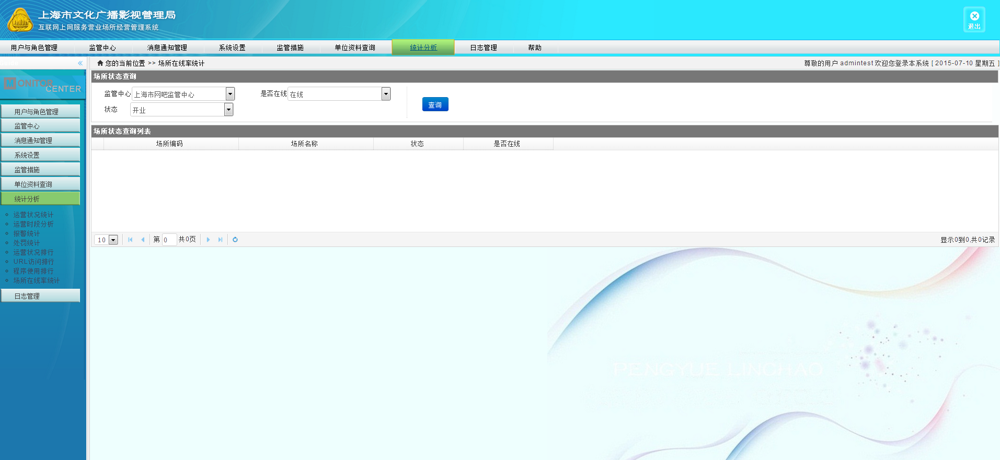 上海市文化广播影视管理局
互联网上网服务营业场所经营管理系统
退出
用户与角色管理 监管中心 消息通知管理 系统设置 监管措施 单位资料查询 统计分析 日志管理 帮助
您的当前位置 >> 场所在线率统计
尊敬的用户 admintest 欢迎您登录本系统 [ 2015-07-10 星期五 ]
MONITOR
CENTER
用户与角色管理
监管中心
消息通知管理
系统设置
监管措施
单位资料查询
统计分析
运营状况统计
运营时段分析
报警统计
处罚统计
运营状况排行
URL访问排行
程序使用排行
场所在线率统计
日志管理
场所状态查询
监管中心 上海市网吧监管中心 是否在线 在线
状态 开业
查询
场所状态查询列表
场所编码 场所名称 状态 是否在线
10 第 0 共0页
显示0到0,共0记录
PENGYUE LINCHAO